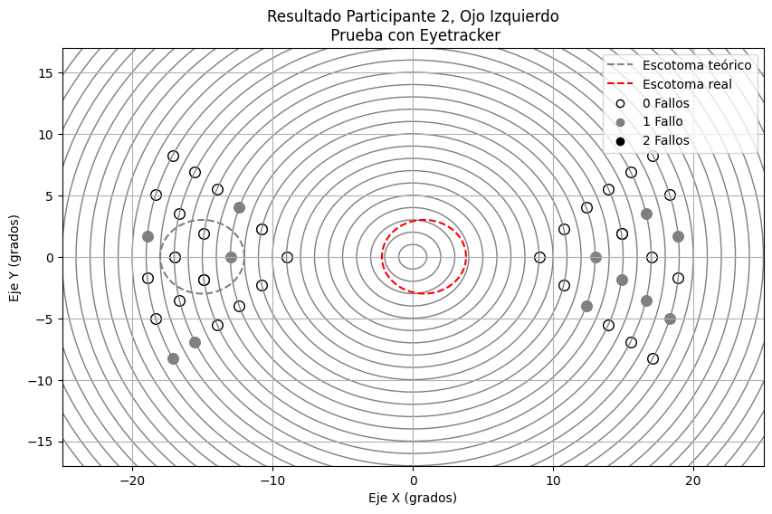 Resultado Participante 2, Ojo Izquierdo
Prueba con Eyetracker
Escotoma teórico
Escotoma real
0 Fallos
1 Fallo
2 Fallos
Eje Y (grados)
15
10
5
0
−5
−10
−15
−20
−10
0
10
20
Eje X (grados)